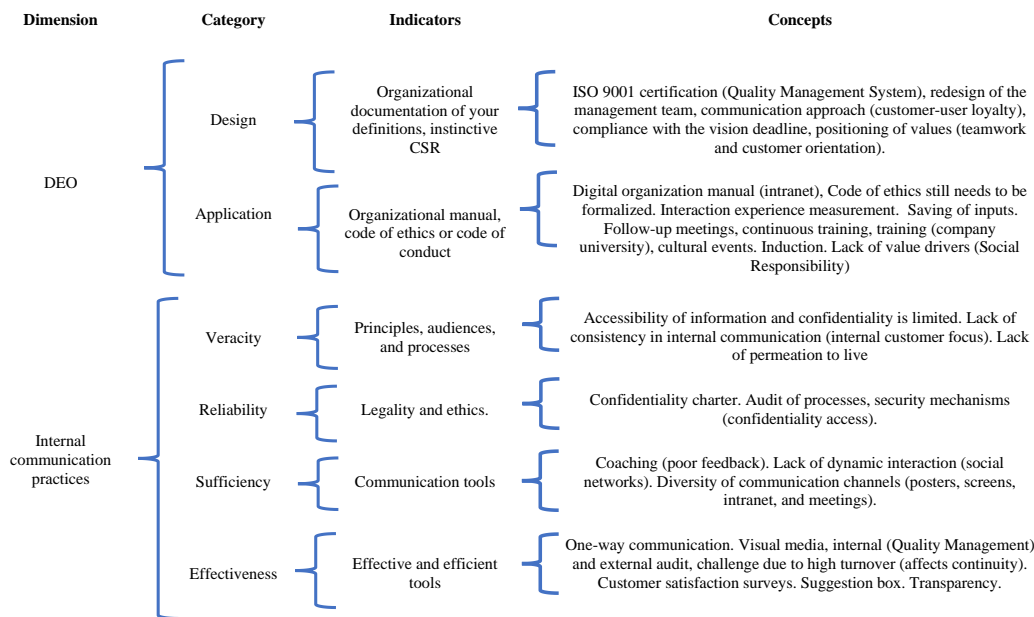 Dimension
Category
Indicators
Concepts
DEO
Design
Organizational
documentation of your
definitions, instinctive
CSR
ISO 9001 certification (Quality Management System), redesign of the
management team, communication approach (customer-user loyalty),
compliance with the vision deadline, positioning of values (teamwork
and customer orientation).
Application
Organizational manual,
code of ethics or code of
conduct
Digital organization manual (intranet), Code of ethics still needs to be
formalized. Interaction experience measurement.  Saving of inputs.
Follow-up meetings, continuous training, training (company
university), cultural events. Induction. Lack of value drivers (Social
Responsibility)
Internal
communication
practices
Veracity
Principles, audiences,
and processes
Accessibility of information and confidentiality is limited. Lack of
consistency in internal communication (internal customer focus). Lack
of permeation to live
Reliability
Legality and ethics.
Confidentiality charter. Audit of processes, security mechanisms
(confidentiality access).
Sufficiency
Communication tools
Coaching (poor feedback). Lack of dynamic interaction (social
networks). Diversity of communication channels (posters, screens,
intranet, and meetings).
Effectiveness
Effective and efficient
tools
One-way communication. Visual media, internal (Quality Management)
and external audit, challenge due to high turnover (affects continuity).
Customer satisfaction surveys. Suggestion box. Transparency.